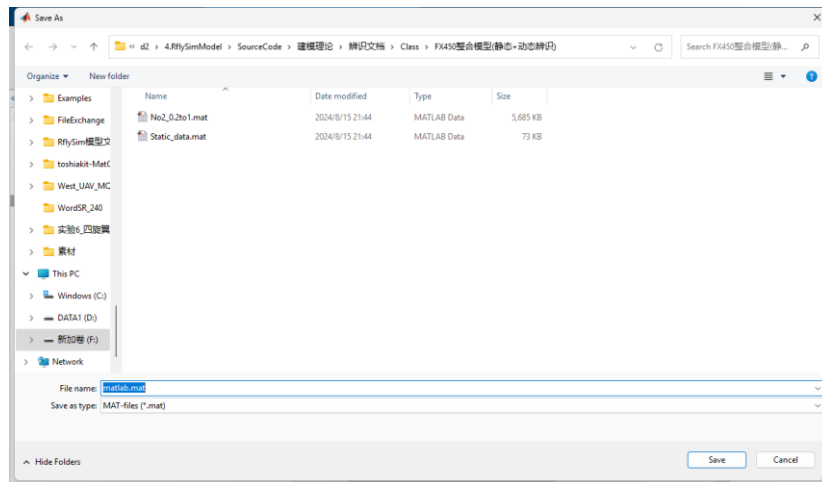 Save As
« d2 › 4.RflySimModel › SourceCode › 建模理论 › 辨识文档 › Class › FX450整合模型(静态+动态辨识)
Search FX450整合模型(静...
Organize
New folder
Name
Date modified
Type
Size
Examples
FileExchange
RflySim模型文
toshiakit-MatC
West_UAV_MC
WordSR_240
实验6_四旋翼
素材
This PC
Windows (C:)
DATA1 (D:)
新加卷 (F:)
Network
No2_0.2to1.mat 2024/8/15 21:44 MATLAB Data 5,685 KB
Static_data.mat 2024/8/15 21:44 MATLAB Data 73 KB
File name: matlab.mat
Save as type: MAT-files (*.mat)
Hide Folders
Save
Cancel